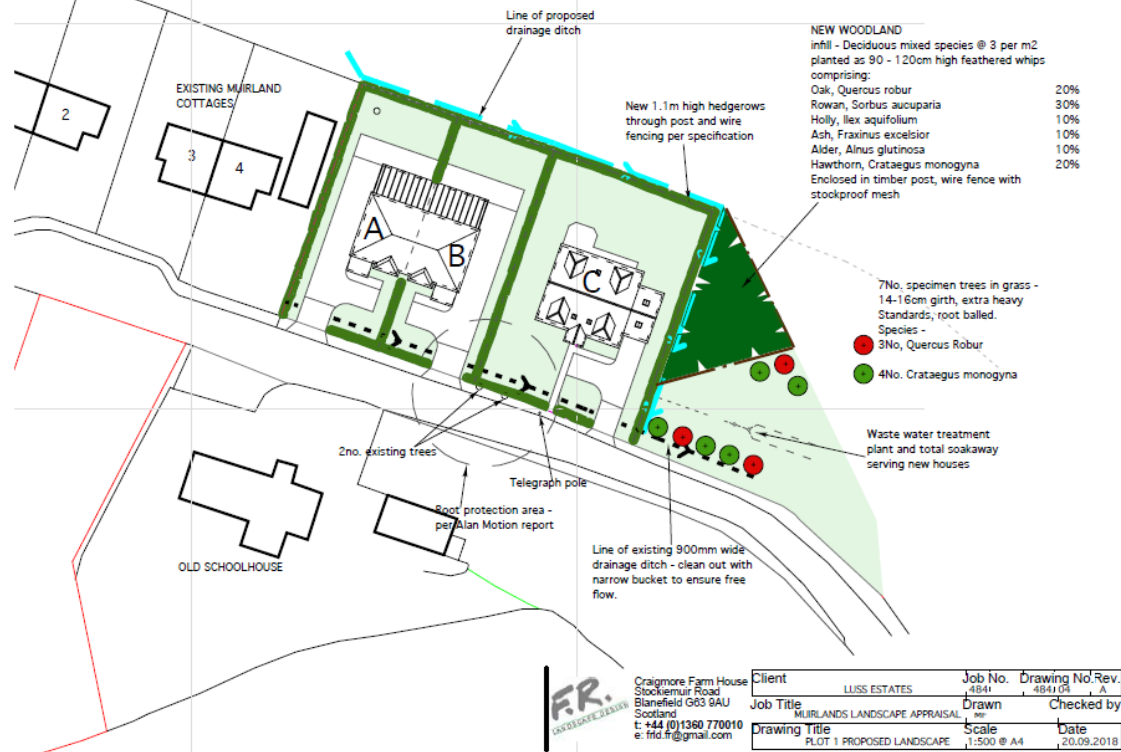 Line of proposed
drainage ditch
NEW WOODLAND
infill - Deciduous mixed species @ 3 per m2
planted as 90 - 120cm high feathered whips
comprising:
Oak, Quercus robur 20%
Rowan, Sorbus aucuparia 30%
Holly, Ilex aquifolium 10%
Ash, Fraxinus excelsior 10%
Alder, Alnus glutinosa 10%
Hawthorn, Crataegus monogyna 20%
Enclosed in timber post, wire fence with
stockproof mesh
EXISTING MUIRLAND
COTTAGES
2
3
4
New 1.1m high hedgerows
through post and wire
fencing per specification
A
B
C
7No. specimen trees in grass -
14-16cm girth, extra heavy
Standards, root balled.
Species -
3No, Quercus Robur
4No. Crataegus monogyna
Waste water treatment
plant and total soakaway
serving new houses
2no. existing trees
Telegraph pole
Root protection area -
per Alan Motion report
Line of existing 900mm wide
drainage ditch - clean out with
narrow bucket to ensure free
flow.
OLD SCHOOLHOUSE
F.R.
LANDSCAPE DESIGN
Craigmore Farm House
Stockiemuir Road
Blanefield G63 9AU
Scotland
t: +44 (0)1360 770010
e: frld.fr@gmail.com
Client
LUSS ESTATES
Job No.
Drawing No.
Rev.
A
Job Title
MUIRLANDS LANDSCAPE APPRAISAL
Drawn
Checked by
Drawing Title
PLOT 1 PROPOSED LANDSCAPE
Scale
1:500 @ A4
Date
20.09.2018